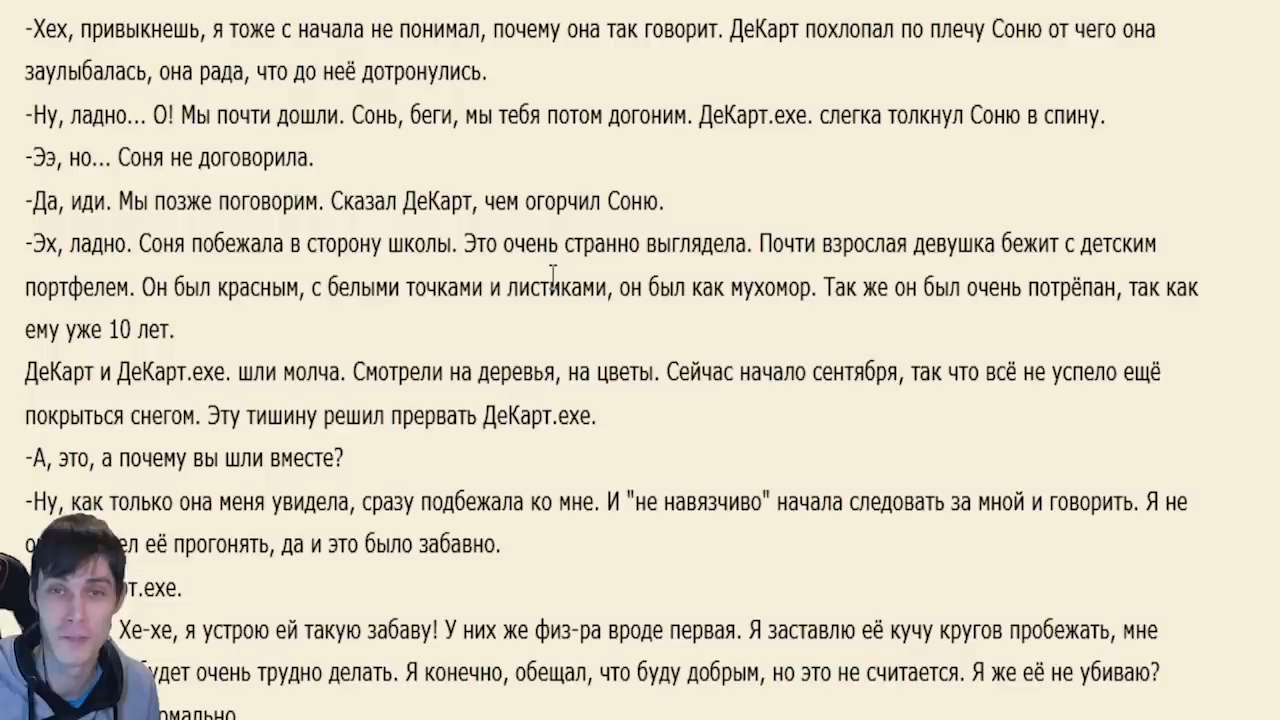 -Хех, привыкнешь, я тоже с начала не понимал, почему она так говорит. ДеКарт похлопал по плечу Соню от чего она
заулыбалась, она рада, что до неё дотронулись.
-Ну, ладно... О! Мы почти дошли. Сонь, беги, мы тебя потом догоним. ДеКарт.exe. слегка толкнул Соню в спину.
-Ээ, но... Соня не договорила.
-Да, иди. Мы позже поговорим. Сказал ДеКарт, чем огорчил Соню.
-Эх, ладно. Соня побежала в сторону школы. Это очень странно выглядела. Почти взрослая девушка бежит с детским
портфелем. Он был красным, с белыми точками и листиками, он был как мухомор. Так же он был очень потрёпан, так как
ему уже 10 лет.
ДеКарт и ДеКарт.exe. шли молча. Смотрели на деревья, на цветы. Сейчас начало сентября, так что всё не успело ещё
покрыться снегом. Эту тишину решил прервать ДеКарт.exe.
-А, это, а почему вы шли вместе?
-Ну, как только она меня увидела, сразу подбежала ко мне. И "не навязчиво" начала следовать за мной и говорить. Я не
её прогонять, да и это было забавно.
Хе-хе, я устрою ей такую забаву! У них же физ-ра вроде первая. Я заставлю её кучу кругов пробежать, мне
очень трудно делать. Я конечно, обещал, что буду добрым, но это не считается. Я же её не убиваю?